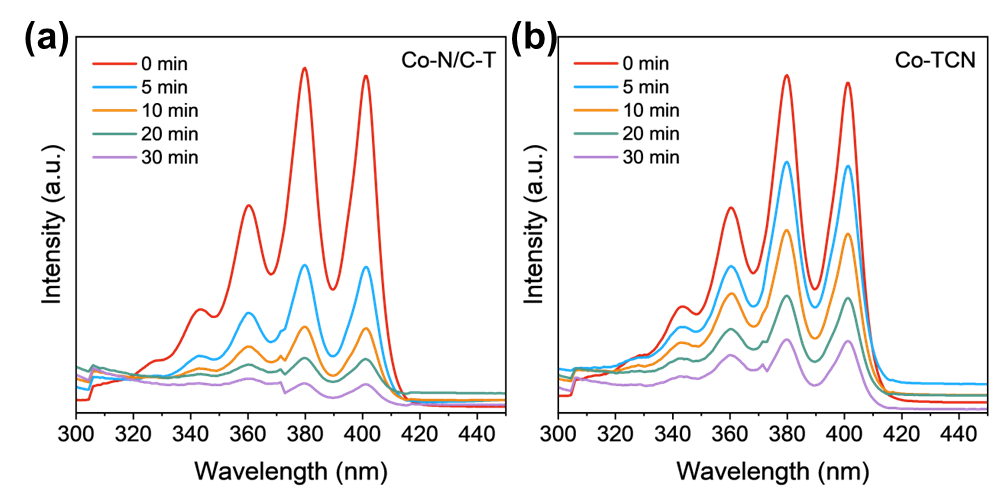 (a)
Co-N/C-T
0 min
5 min
10 min
20 min
30 min
Intensity (a.u.)
300 320 340 360 380 400 420 440
Wavelength (nm)
(b)
Co-TCN
0 min
5 min
10 min
20 min
30 min
Intensity (a.u.)
300 320 340 360 380 400 420 440
Wavelength (nm)